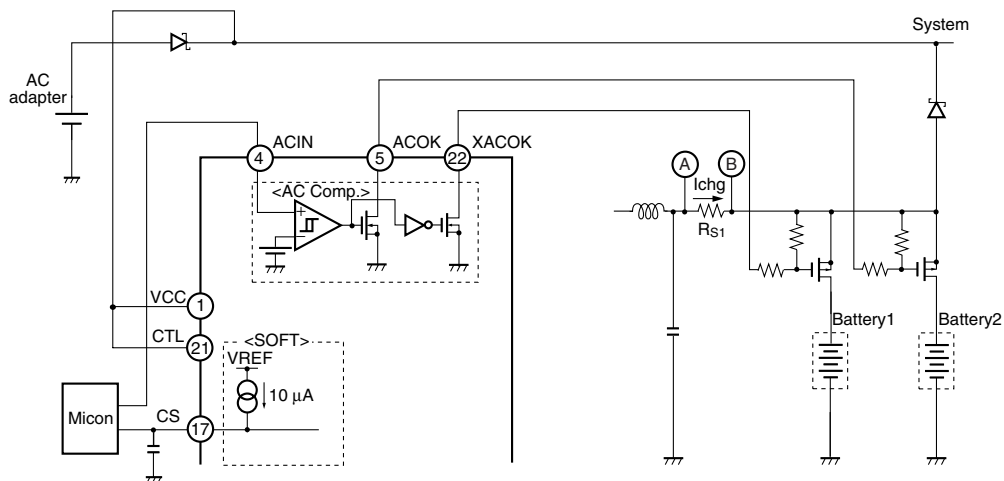 System
AC
adapter
ACIN
ACOK
XACOK
4
5
22
A
B
<AC Comp.>
Ichg
+
−
RS1
VCC
1
Battery1
Battery2
CTL
21
<SOFT>
VREF
10 μA
Micon
CS
17